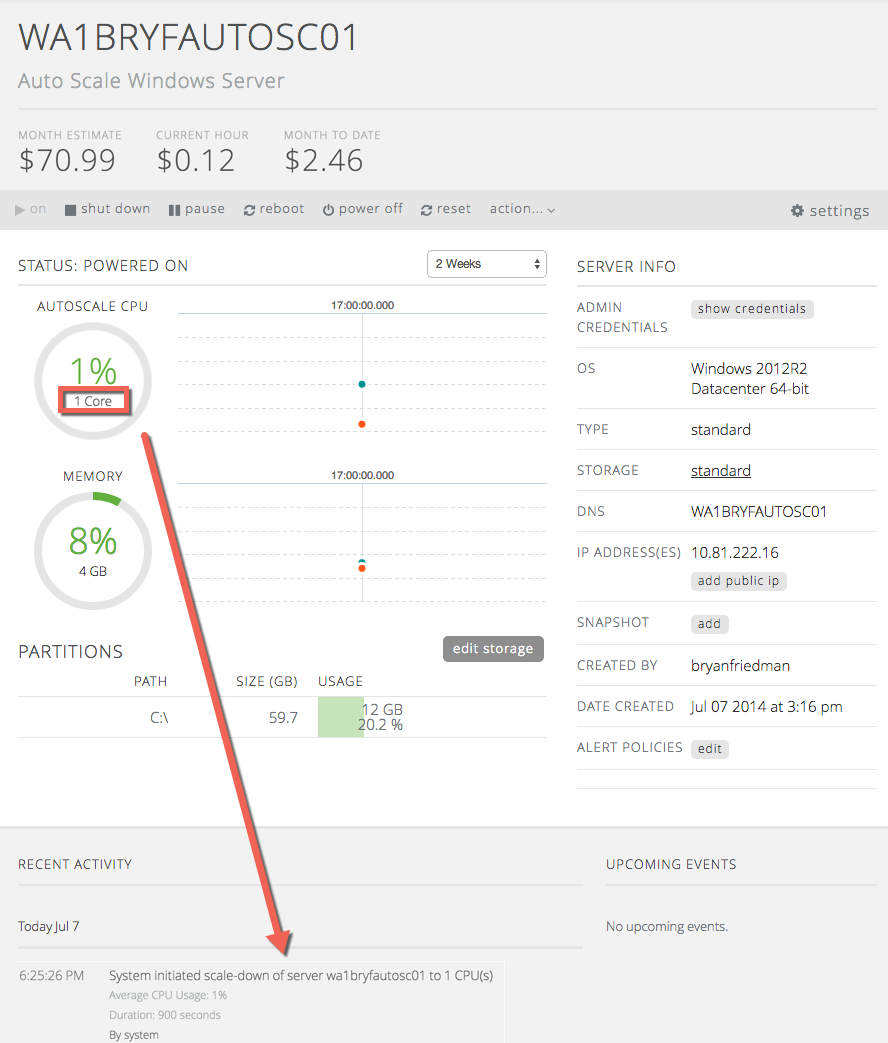 WA1BRYFAUTOSC01
Auto Scale Windows Server
MONTH ESTIMATE CURRENT HOUR MONTH TO DATE
$70.99 $0.12 $2.46
on shut down pause reboot power off reset action... settings
STATUS: POWERED ON 2 Weeks
AUTOSCALE CPU 17:00:00.000
1%
1 Core
MEMORY 17:00:00.000
8%
4 GB
PARTITIONS edit storage
PATH SIZE (GB) USAGE
C:\ 59.7 12 GB
20.2 %
SERVER INFO
ADMIN CREDENTIALS show credentials
OS Windows 2012R2
Datacenter 64-bit
TYPE standard
STORAGE standard
DNS WA1BRYFAUTOSC01
IP ADDRESS(ES) 10.81.222.16
add public ip
SNAPSHOT add
CREATED BY bryanfriedman
DATE CREATED Jul 07 2014 at 3:16 pm
ALERT POLICIES edit
RECENT ACTIVITY
Today Jul 7
6:25:26 PM System initiated scale-down of server wa1bryfautosc01 to 1 CPU(s)
Average CPU Usage: 1%
Duration: 900 seconds
By system
UPCOMING EVENTS
No upcoming events.